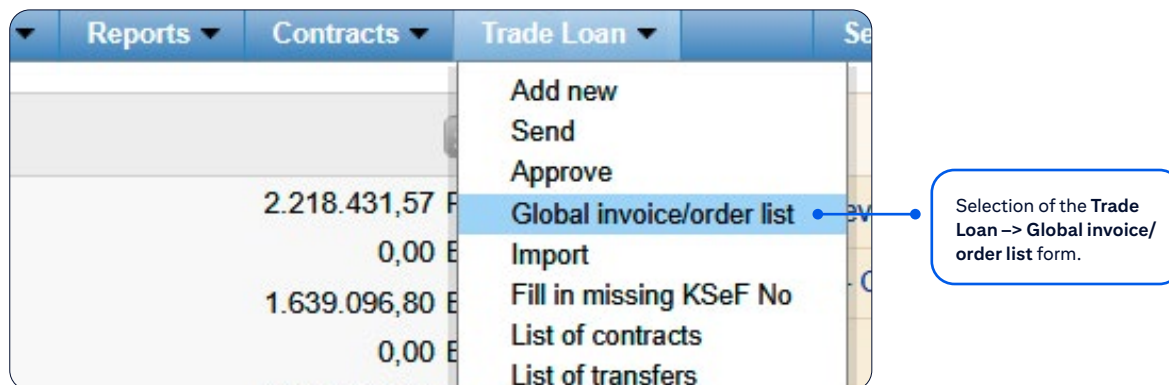 Reports Contracts Trade Loan
Add new
Send
Approve
2.218.431,57
Global invoice/order list
0,00
Import
1.639.096,80
Fill in missing KSeF No
List of contracts
0,00
List of transfers
Selection of the Trade
Loan –> Global invoice/
order list form.